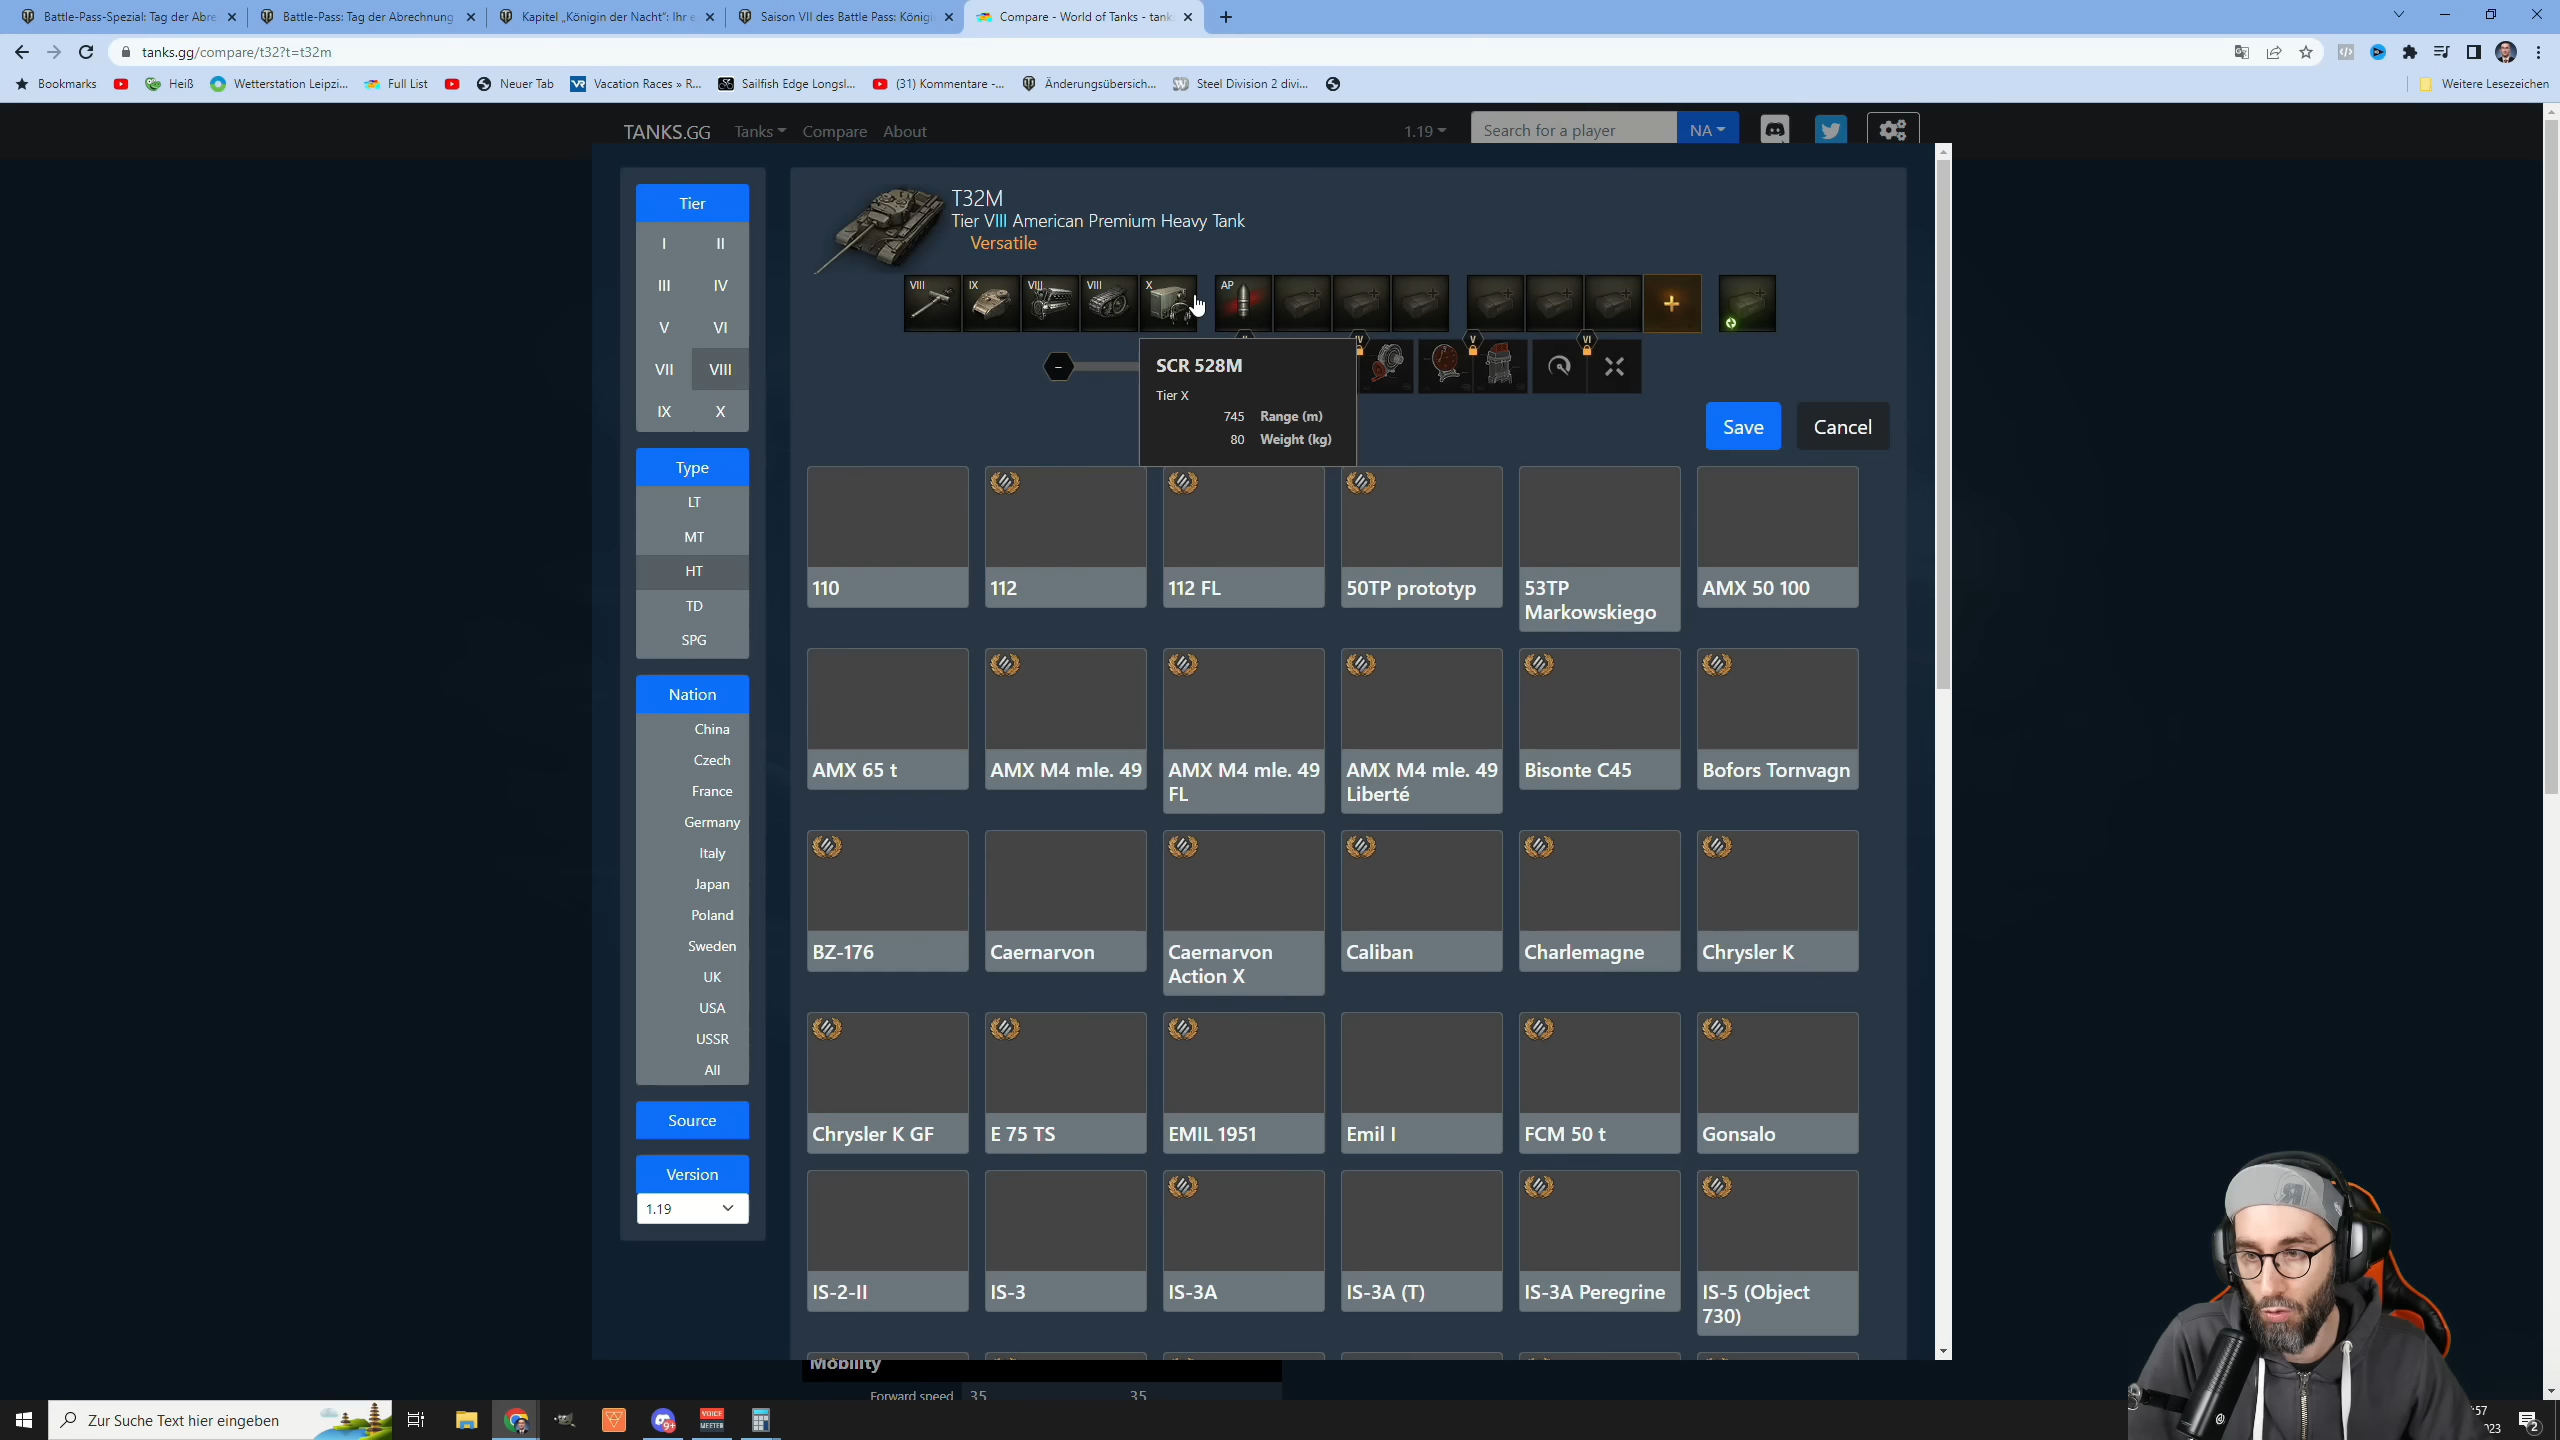 Battle-Pass-Spezial: Tag der Abre
Battle-Pass: Tag der Abrechnung
Kapitel „Königin der Nacht“: Ihr e
Saison VII des Battle Pass: Königi
Compare - World of Tanks - tank
tanks.gg/compare/t32?t=t32m
Bookmarks
Heiß
Wetterstation Leipzi...
Full List
Neuer Tab
VR
Vacation Races » R...
Sailfish Edge Longsl...
(31) Kommentare -...
Änderungsübersich...
Steel Division 2 divi...
Weitere Lesezeichen
TANKS.GG
Tanks
Compare
About
1.19
Search for a player
NA
Tier
I II
III IV
V VI
VII VIII
IX X
Type
LT
MT
HT
TD
SPG
Nation
China
Czech
France
Germany
Italy
Japan
Poland
Sweden
UK
USA
USSR
All
Source
Version
1.19
T32M
Tier VIII American Premium Heavy Tank
Versatile
VIII IX VIII VIII X AP
IV V VI
SCR 528M
Tier X
745 Range (m)
80 Weight (kg)
Save
Cancel
110
112
112 FL
50TP prototyp
53TP
Markowskiego
AMX 50 100
AMX 65 t
AMX M4 mle. 49
AMX M4 mle. 49
FL
AMX M4 mle. 49
Liberté
Bisonte C45
Bofors Tornvagn
BZ-176
Caernarvon
Caernarvon
Action X
Caliban
Charlemagne
Chrysler K
Chrysler K GF
E 75 TS
EMIL 1951
Emil I
FCM 50 t
Gonsalo
IS-2-II
IS-3
IS-3A
IS-3A (T)
IS-3A Peregrine
IS-5 (Object
730)
Mobility
Forward speed 35 35
Zur Suche Text hier eingeben
9+
VOICE
MEETER
:57
023
2